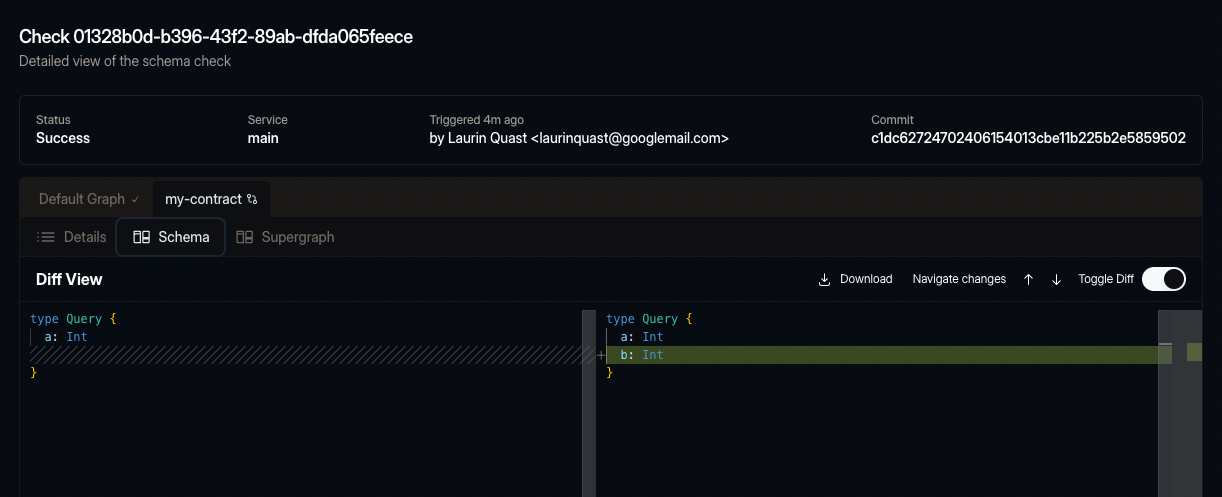 Check 01328b0d-b396-43f2-89ab-dfda065feece
Detailed view of the schema check
Status
Success
Service
main
Triggered 4m ago
by Laurin Quast <laurinquast@googlemail.com>
Commit
c1dc62724702406154013cbe11b225b2e5859502
Default Graph ✓
my-contract
Details
Schema
Supergraph
Diff View
Download
Navigate changes
↑
↓
Toggle Diff
type Query {
a: Int
}
type Query {
a: Int
+ b: Int
}